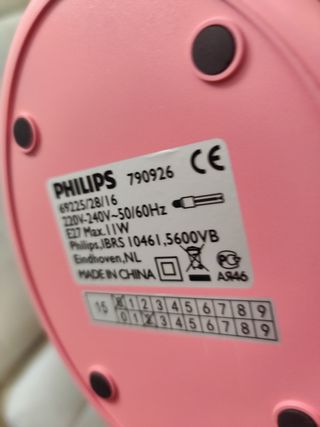 PHILIPS 790926 CE
69225/28/16
220V-240V~50/60Hz
E27 Max.11W
Philips,IBRS 10461,5600VB
Eindhoven,NL
MADE IN CHINA
АЯ46
15 1 2 3 4 5 6 7 8 9
0 1 3 4 5 6 7 8 9